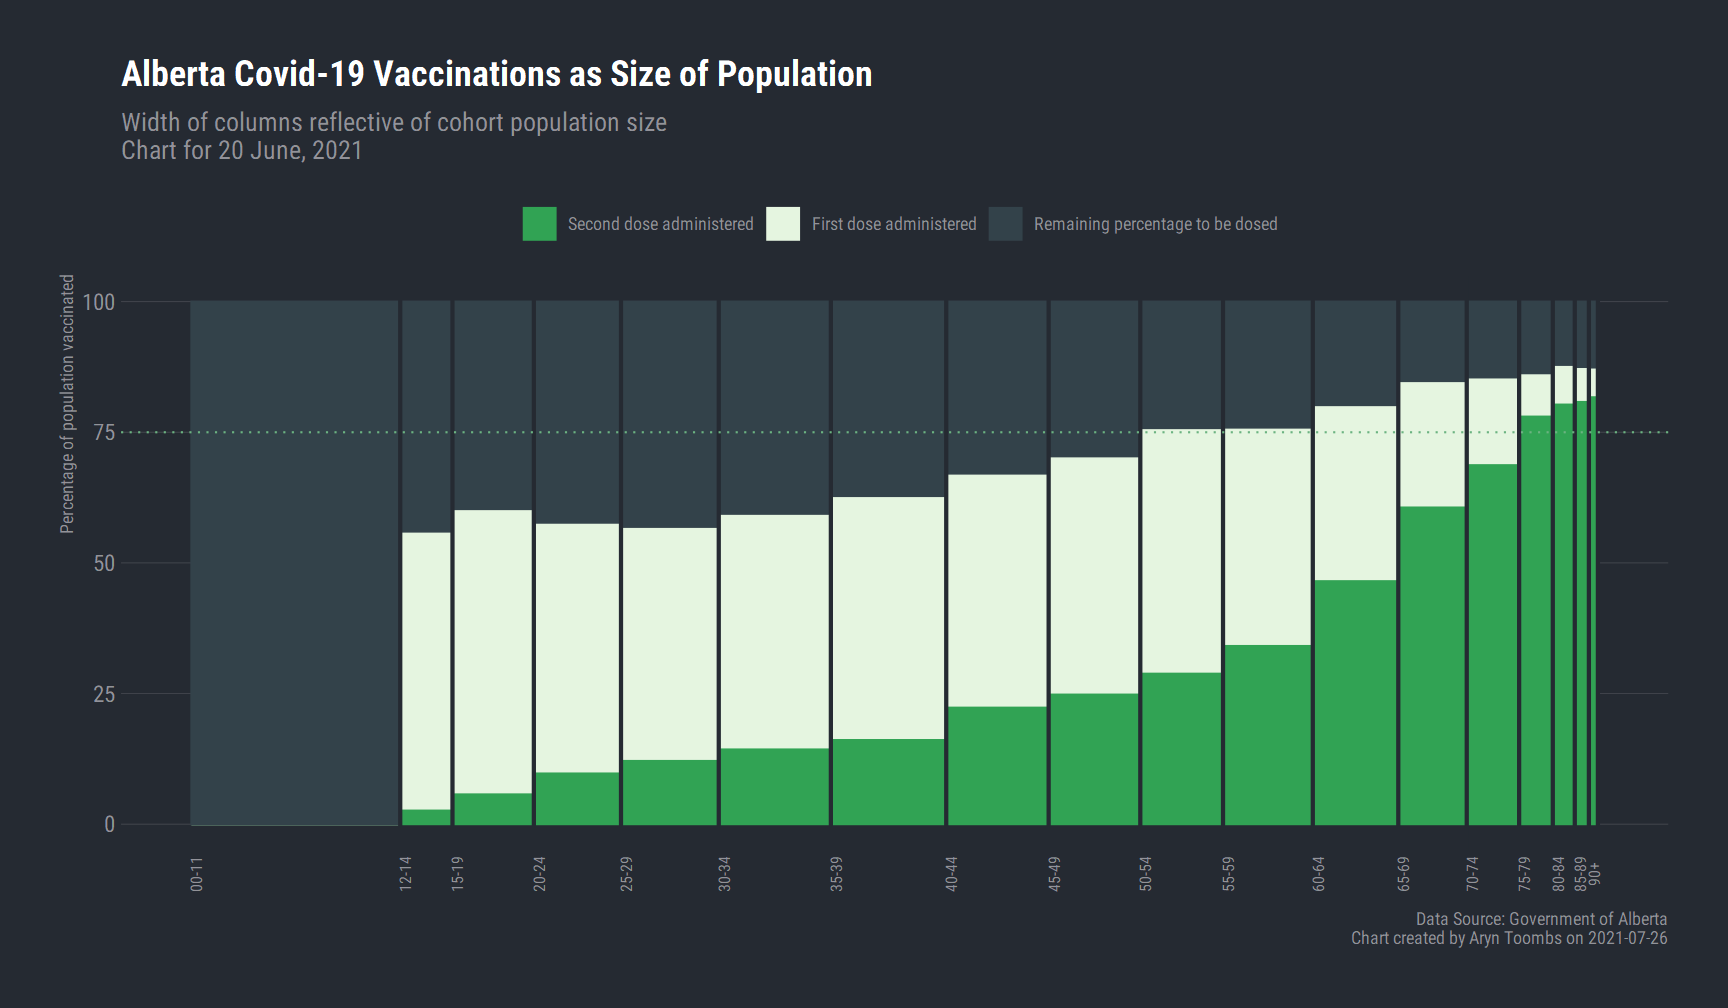 Alberta Covid-19 Vaccinations as Size of Population
Width of columns reflective of cohort population size
Chart for 20 June, 2021
Second dose administered
First dose administered
Remaining percentage to be dosed
Percentage of population vaccinated
100
75
50
25
0
00-11
12-14
15-19
20-24
25-29
30-34
35-39
40-44
45-49
50-54
55-59
60-64
65-69
70-74
75-79
80-84
85-89
90+
Data Source: Government of Alberta
Chart created by Aryn Toombs on 2021-07-26